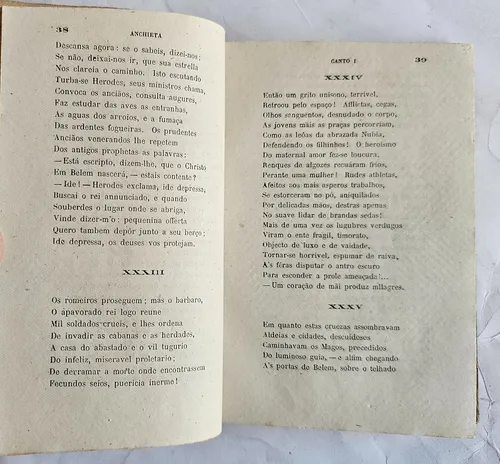 38 ANCHIETA
Descansa agora: se o sabeis, dizei-nos;
Se não, deixai-nos ir, que sua estrella
Nos clareia o caminho. Isto escutando
Turba-se Herodes, seus ministros chama,
Convoca os anciãos, consulta augures,
Faz estudar das aves as entranhas,
As aguas dos arroios, e a fumaça
Das ardentes fogueiras. Os prudentes
Anciãos venerandos lhe repetem
Dos antigos prophetas as palavras;
—Está escripto, dizem-lhe, que o Christo
Em Belem nascerá, — estais contente?
—Ide! — Herodes exclama, ide depressa,
Buscai o rei annunciado, e quando
Souberdes o lugar onde se abriga,
Vinde dizer-m'o: pequenina offerta
Quero tambem depôr junto a seu berço;
Ide depressa, os deuses vos protejam.
XXXIII
Os romeiros proseguem; más o barbaro,
O apavorado rei logo reune
Mil soldados crueis, e lhes ordena
De invadir as cabanas e as herdades,
A casa do abastado e o vil tugurio
Do infeliz, miseravel proletario;
De derramar a morte onde encontrassem
Fecundos seios, puericia inerme!
CANTO I 39
XXXIV
Então um grito unisono, terrivel,
Retroou pelo espaço! Afflictas, cegas,
Olhos sanguentos, desnudado o corpo,
As jovens mãis as praças percorriam,
Como as leôas da abrazada Nubia,
Defendendo os filhinhos! O heroismo
Do maternal amor fez-se loucura,
Renques de algozes recuáram frios,
Perante uma mulher! Rudes athletas,
Afeitos aos mais asperos trabalhos,
Se estorceram no pó, aniquilados
Por delicadas mãos, destras apenas
No suave lidar de brandas sedas!
Mais de uma vez os lugubres verdugos
Viram o ente fragil, timorato,
Objecto de luxo e de vaidade,
Tornar-se horrivel, espumar de raiva,
A's féras disputar o antro escuro
Para esconder a prole ameaçada!...
—Um coração de mãi produz milagres.
XXXV
Em quanto estas cruezas assombravam
Aldeias e cidades, descuidosos
Caminhavam os Magos, precedidos
Do luminoso guia, — e alfim chegando
A's portas de Belem, sobre o telhado